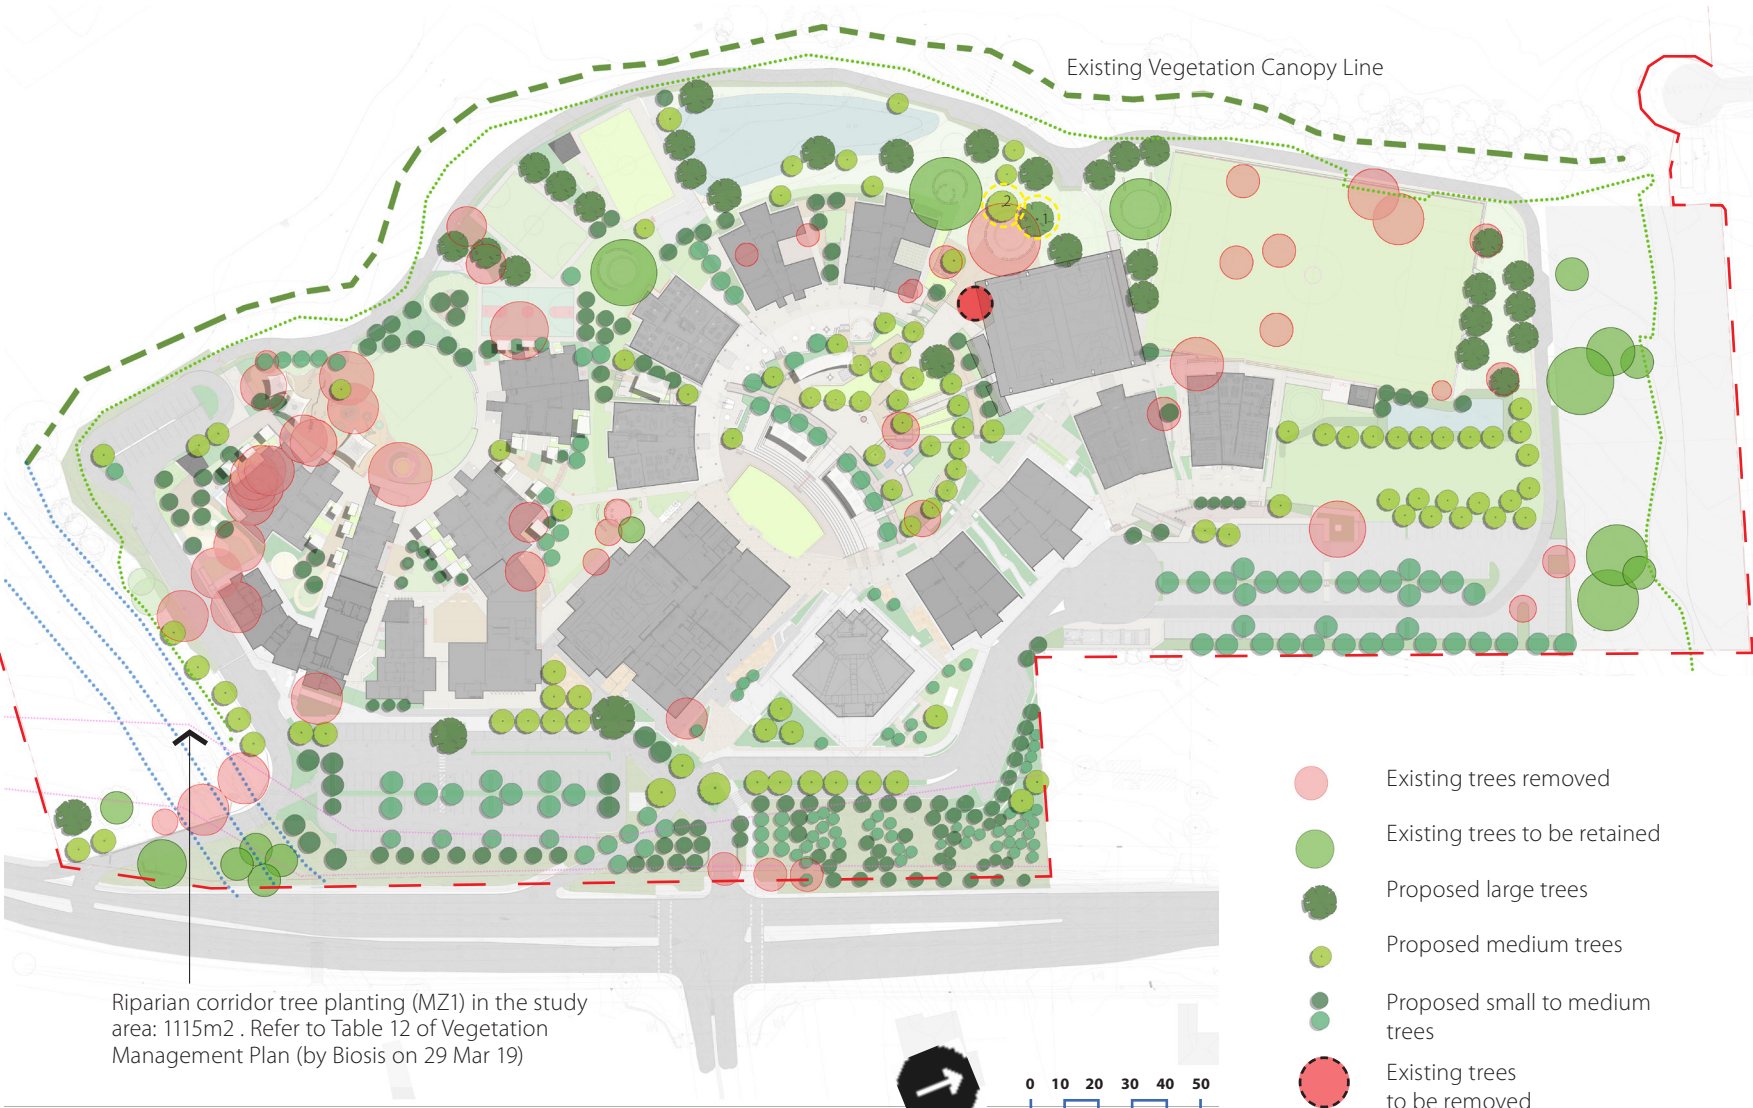 Existing Vegetation Canopy Line
2
1
Existing trees removed
Existing trees to be retained
Proposed large trees
Proposed medium trees
Proposed small to medium
trees
Existing trees
to be removed
Riparian corridor tree planting (MZ1) in the study
area: 1115m2 . Refer to Table 12 of Vegetation
Management Plan (by Biosis on 29 Mar 19)
0 10 20 30 40 50